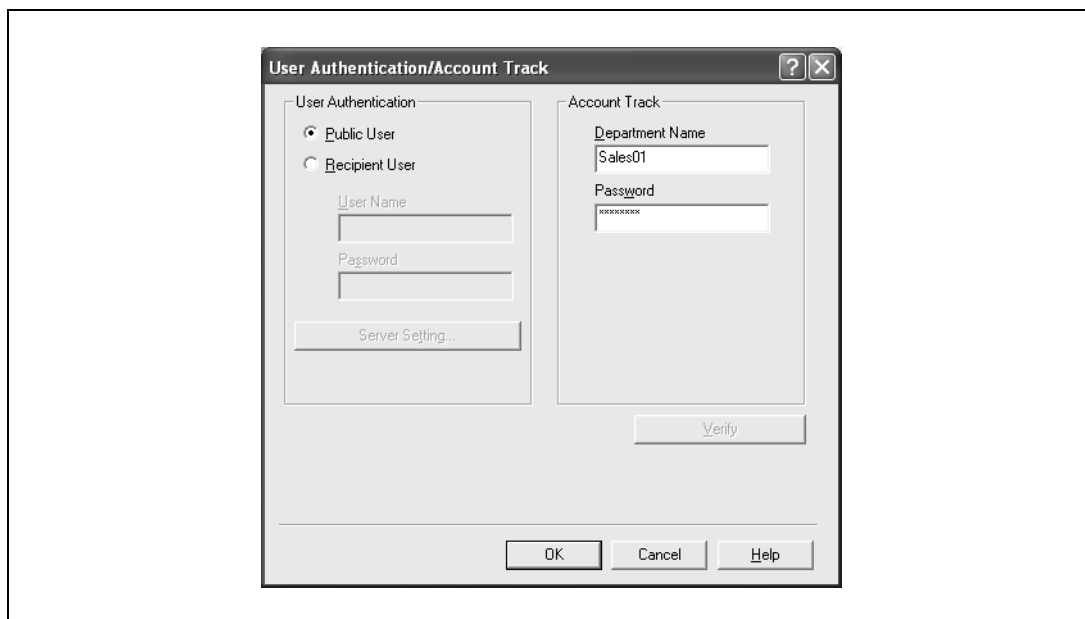 User Authentication/Account Track
User Authentication
Public User
Recipient User
User Name
Password
Server Setting...
Account Track
Department Name
Sales01
Password
********
Verify
OK
Cancel
Help